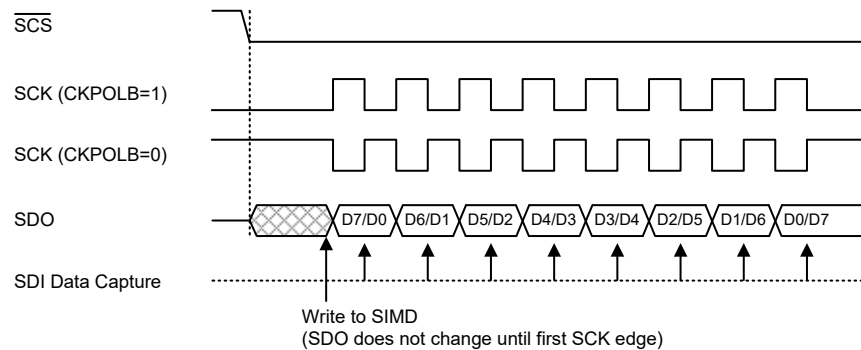 SCS
SCK (CKPOLB=1)
SCK (CKPOLB=0)
SDO
D7/D0 D6/D1 D5/D2 D4/D3 D3/D4 D2/D5 D1/D6 D0/D7
SDI Data Capture
Write to SIMD
(SDO does not change until first SCK edge)